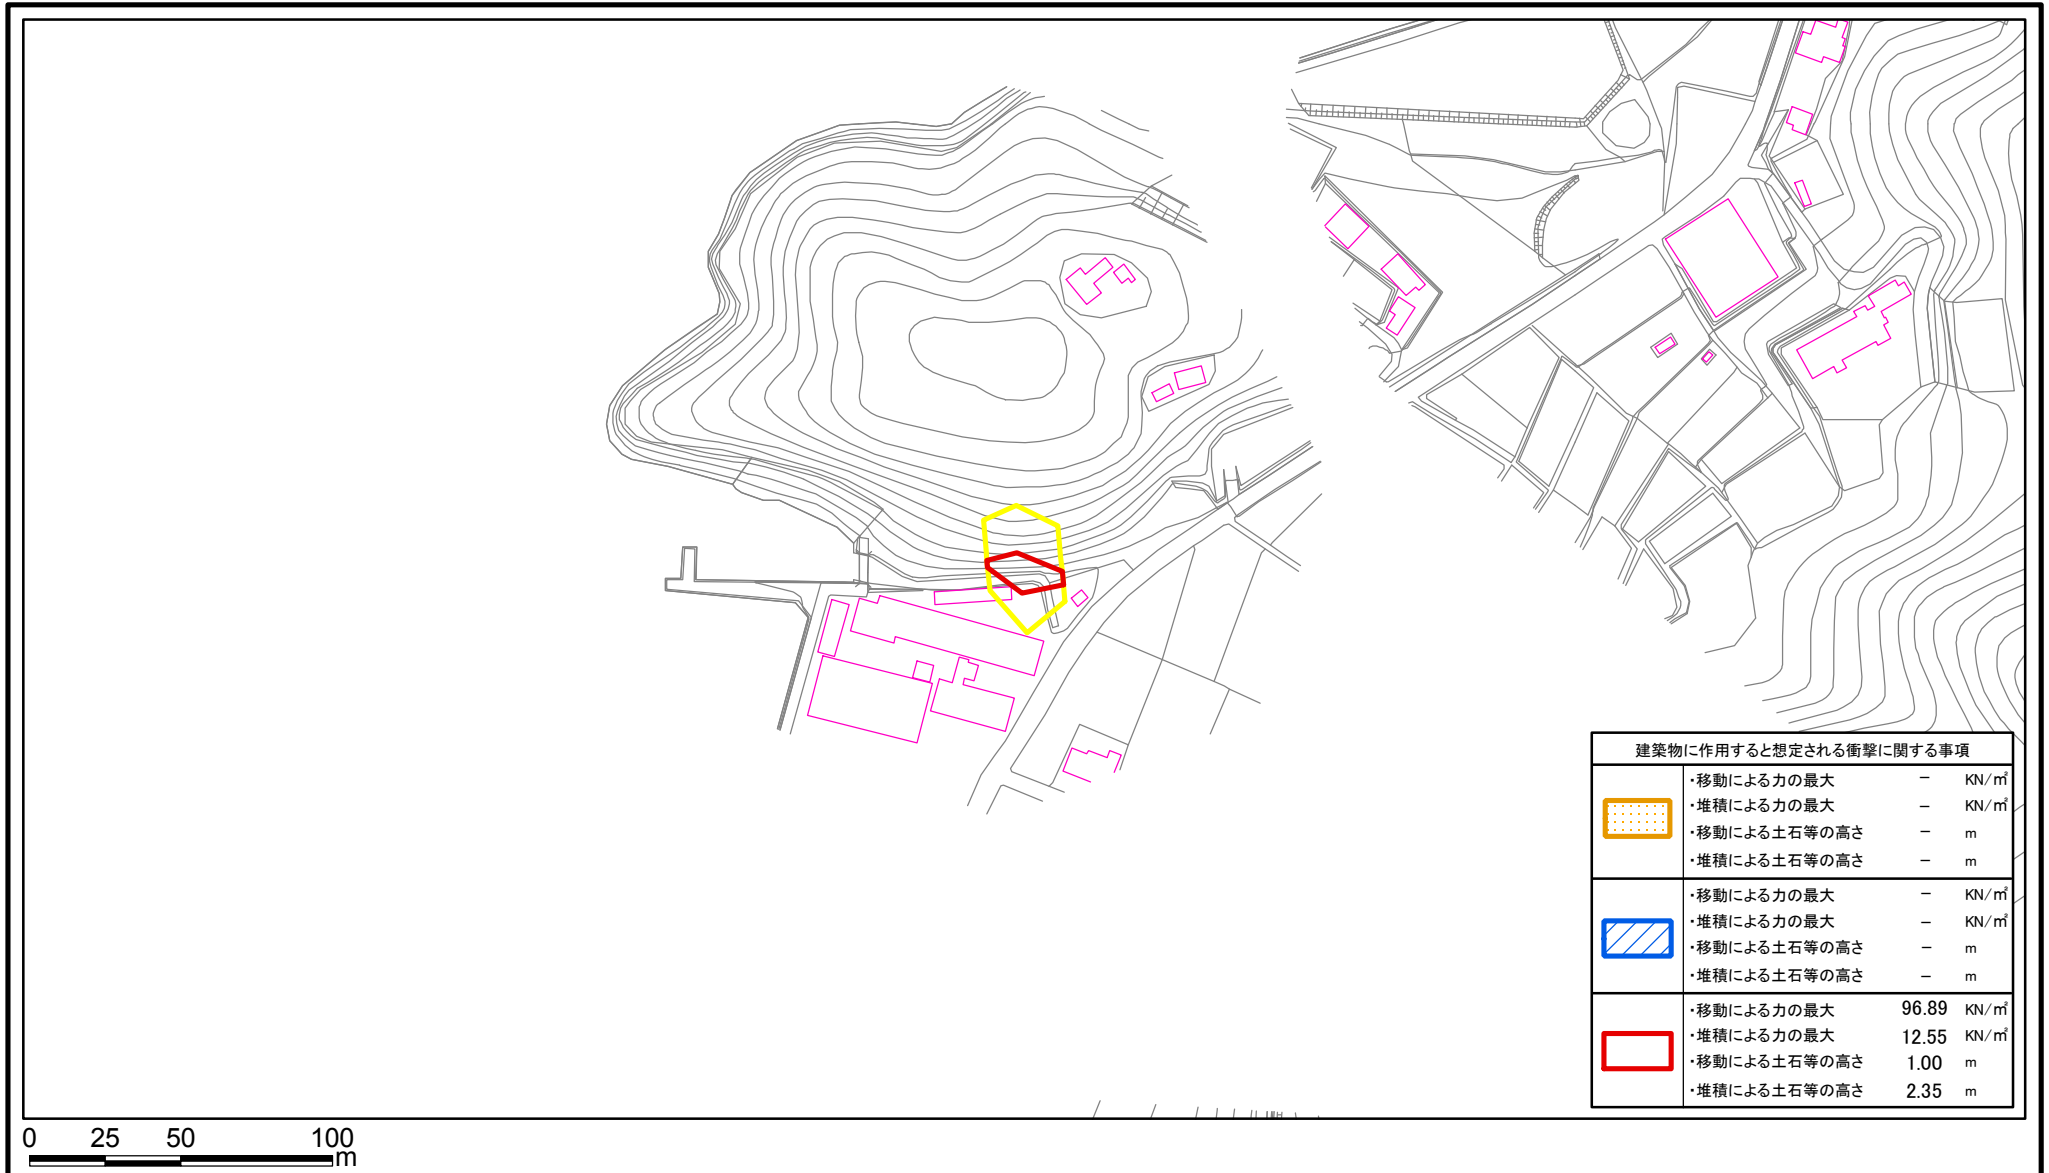 建築物に作用すると想定される衝撃に関する事項
・移動による力の最大 － KN/㎡
・堆積による力の最大 － KN/㎡
・移動による土石等の高さ － m
・堆積による土石等の高さ － m
・移動による力の最大 － KN/㎡
・堆積による力の最大 － KN/㎡
・移動による土石等の高さ － m
・堆積による土石等の高さ － m
・移動による力の最大 96.89 KN/㎡
・堆積による力の最大 12.55 KN/㎡
・移動による土石等の高さ 1.00 m
・堆積による土石等の高さ 2.35 m
0 25 50 100
m